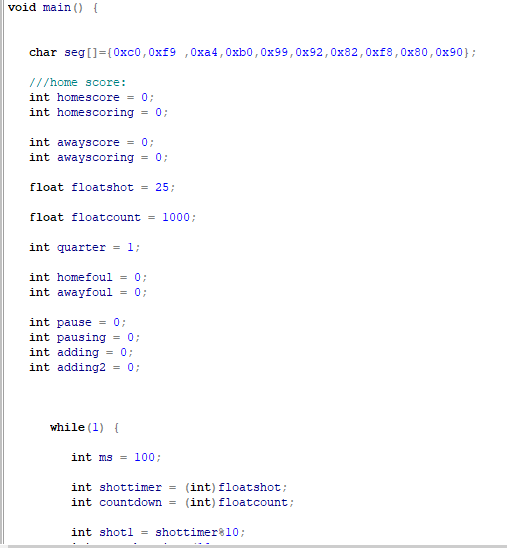 void main() {
char seg[]={0xc0,0xf9 ,0xa4,0xb0,0x99,0x92,0x82,0xf8,0x80,0x90};
///home score:
int homescore = 0;
int homescoring = 0;
int awayscore = 0;
int awayscoring = 0;
float floatshot = 25;
float floatcount = 1000;
int quarter = 1;
int homefoul = 0;
int awayfoul = 0;
int pause = 0;
int pausing = 0;
int adding = 0;
int adding2 = 0;
while(1) {
int ms = 100;
int shottimer = (int)floatshot;
int countdown = (int)floatcount;
int shot1 = shottimer%10;